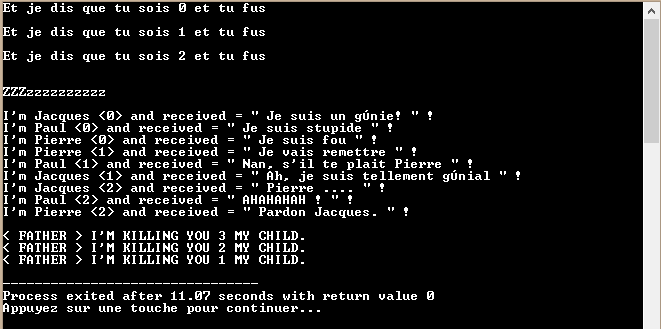 Et je dis que tu sois 0 et tu fus
Et je dis que tu sois 1 et tu fus
Et je dis que tu sois 2 et tu fus
ZZZzzzzzzzzzz
I'm Jacques <0> and received = " Je suis un gÚnie! " !
I'm Paul <0> and received = " Je suis stupide " !
I'm Pierre <0> and received = " Je suis fou " !
I'm Pierre <1> and received = " Je vais remettre " !
I'm Paul <1> and received = " Nan, s'il te plait Pierre " !
I'm Jacques <1> and received = " Ah, je suis tellement gÚnial " !
I'm Jacques <2> and received = " Pierre .... " !
I'm Paul <2> and received = " AHAHAHAH ! " !
I'm Pierre <2> and received = " Pardon Jacques. " !
< FATHER > I'M KILLING YOU 3 MY CHILD.
< FATHER > I'M KILLING YOU 2 MY CHILD.
< FATHER > I'M KILLING YOU 1 MY CHILD.
--------------------------------
Process exited after 11.07 seconds with return value 0
Appuyez sur une touche pour continuer...